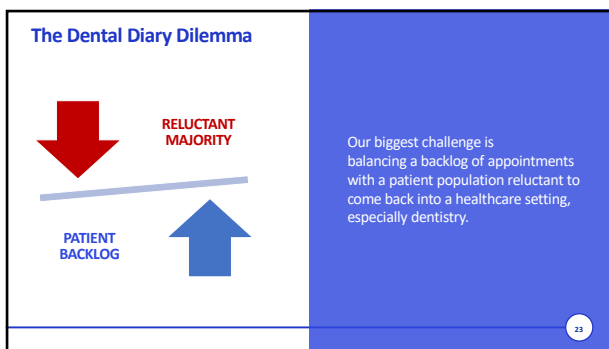 The Dental Diary Dilemma
RELUCTANT
MAJORITY
PATIENT
BACKLOG
Our biggest challenge is
balancing a backlog of appointments
with a patient population reluctant to
come back into a healthcare setting,
especially dentistry.
23